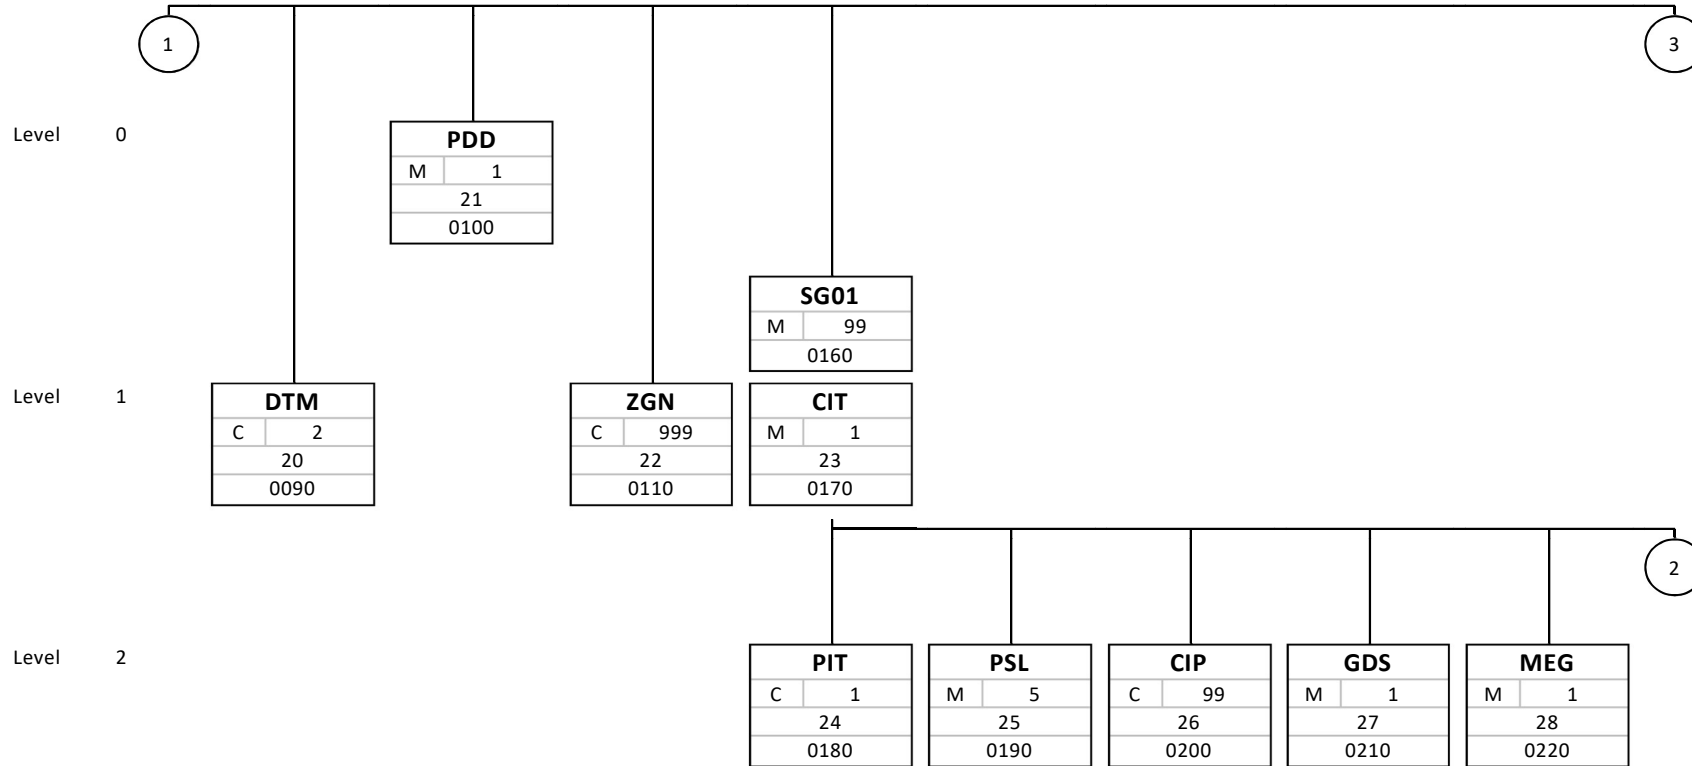 1
3
Level 0
PDD
M 1
21
0100
SG01
M 99
0160
Level 1
DTM
C 2
20
0090
ZGN
C 999
22
0110
CIT
M 1
23
0170
2
Level 2
PIT
C 1
24
0180
PSL
M 5
25
0190
CIP
C 99
26
0200
GDS
M 1
27
0210
MEG
M 1
28
0220